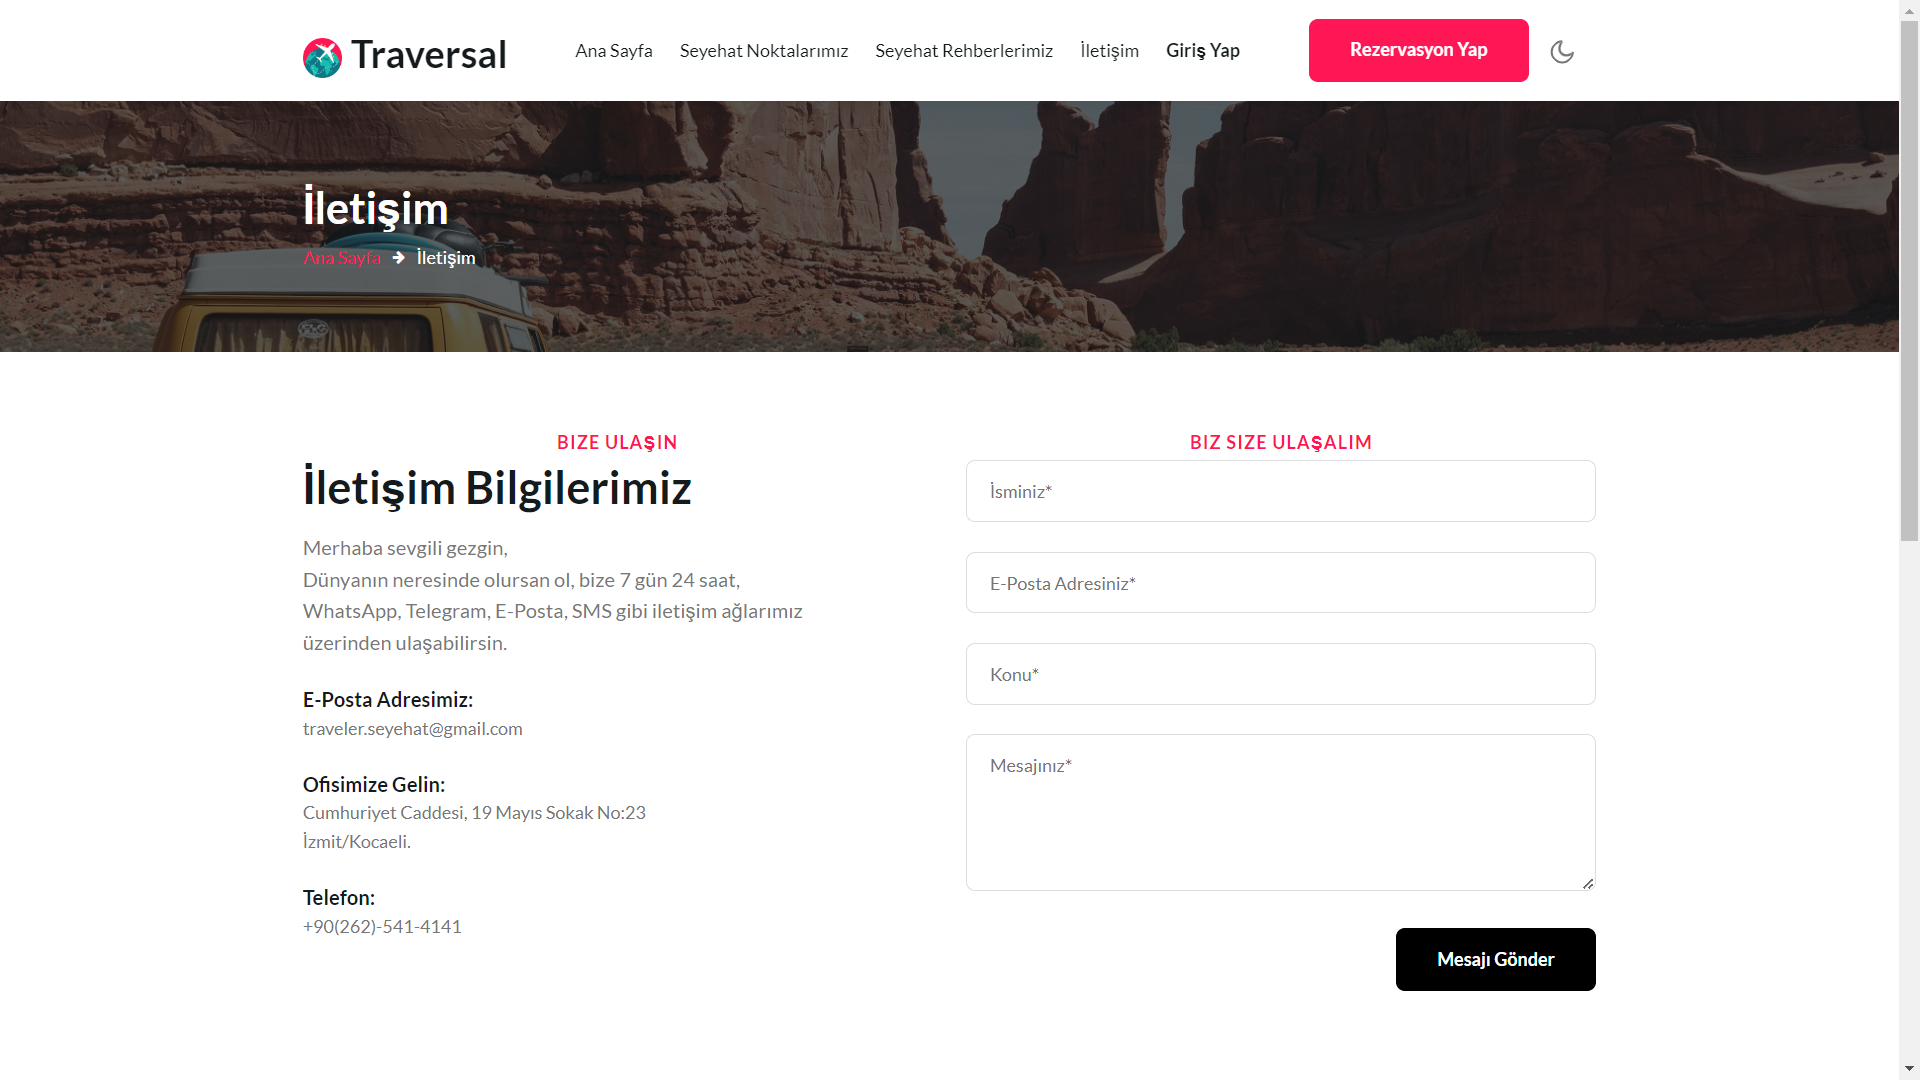 Traversal
Ana Sayfa
Seyehat Noktalarımız
Seyehat Rehberlerimiz
İletişim
Giriş Yap
Rezervasyon Yap
İletişim
Ana Sayfa → İletişim
BIZE ULAŞIN
İletişim Bilgilerimiz
Merhaba sevgili gezgin,
Dünyanın neresinde olursan ol, bize 7 gün 24 saat,
WhatsApp, Telegram, E-Posta, SMS gibi iletişim ağlarımız
üzerinden ulaşabilirsin.
E-Posta Adresimiz:
traveler.seyehat@gmail.com
Ofisimize Gelin:
Cumhuriyet Caddesi, 19 Mayıs Sokak No:23
İzmit/Kocaeli.
Telefon:
+90(262)-541-4141
BIZ SIZE ULAŞALIM
İsminiz*
E-Posta Adresiniz*
Konu*
Mesajınız*
Mesajı Gönder